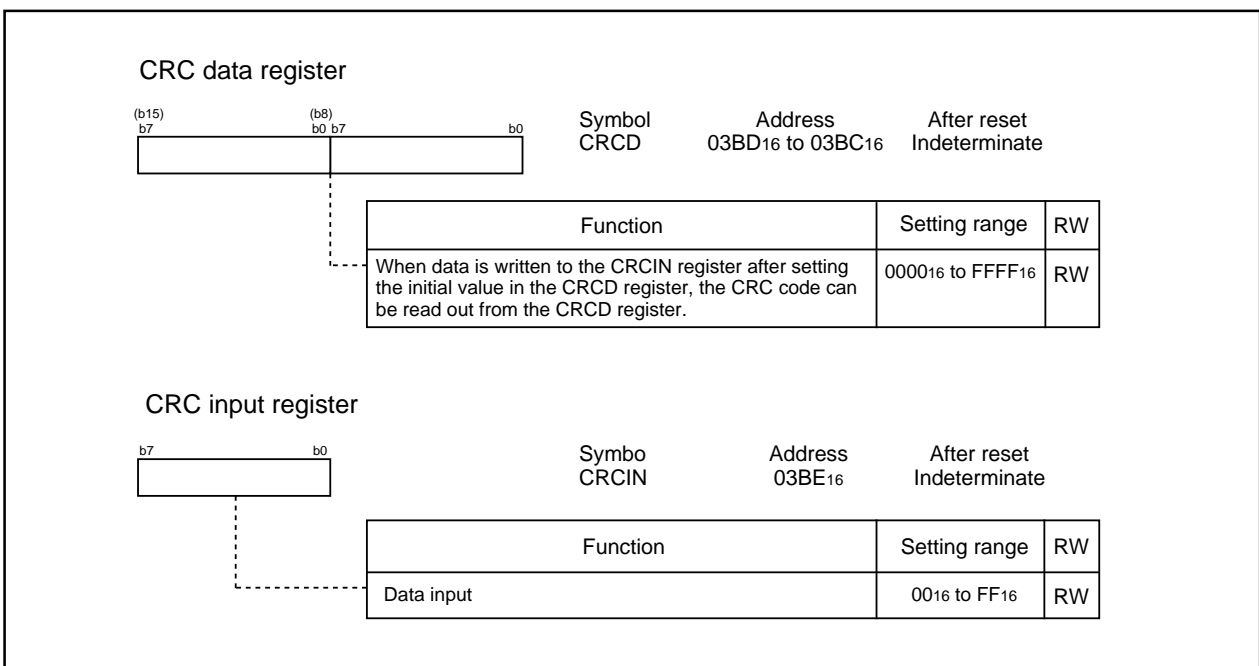 CRC data register
(b15) (b8)
b7 b0 b7 b0
Symbol Address After reset
CRCD 03BD16 to 03BC16 Indeterminate
Function Setting range RW
When data is written to the CRCIN register after setting
the initial value in the CRCD register, the CRC code can
be read out from the CRCD register.
000016 to FFFF16 RW
CRC input register
b7 b0
Symbo Address After reset
CRCIN 03BE16 Indeterminate
Function Setting range RW
Data input 0016 to FF16 RW